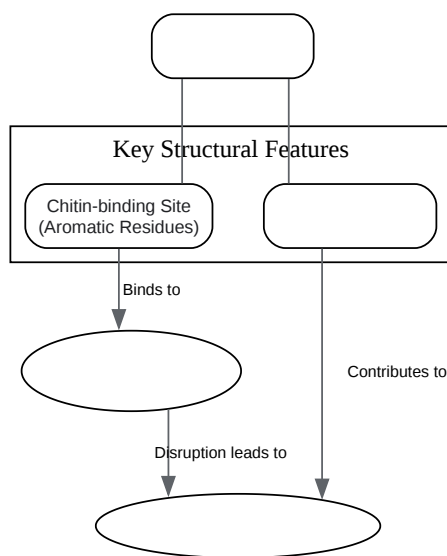 Key Structural Features
Chitin-binding Site
(Aromatic Residues)
Binds to
Contributes to
Disruption leads to